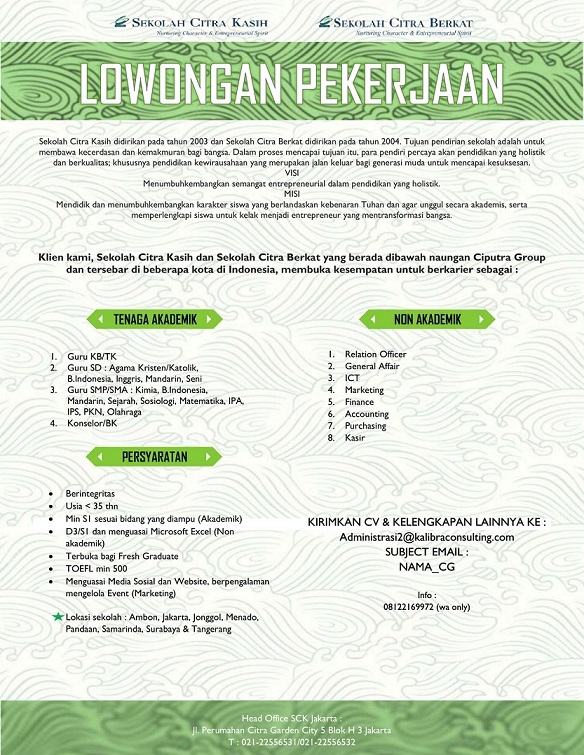 SEKOLAH CITRA KASIH
Nurturing Character & Entrepreneurial Spirit
SEKOLAH CITRA BERKAT
Nurturing Character & Entrepreneurial Spirit
LOWONGAN PEKERJAAN
Sekolah Citra Kasih didirikan pada tahun 2003 dan Sekolah Citra Berkat didirikan pada tahun 2004. Tujuan pendirian sekolah adalah untuk
membawa kecerdasan dan kemakmuran bagi bangsa. Dalam proses mencapai tujuan itu, para pendiri percaya akan pendidikan yang holistik
dan berkualitas; khususnya pendidikan kewirausahaan yang merupakan jalan keluar bagi generasi muda untuk mencapai kesuksesan.
VISI
Menumbuhkembangkan semangat entrepreneurial dalam pendidikan yang holistik.
MISI
Mendidik dan menumbuhkembangkan karakter siswa yang berlandaskan kebenaran Tuhan dan agar unggul secara akademis, serta
memperlengkapi siswa untuk kelak menjadi entrepreneur yang mentransformasi bangsa.
Klien kami, Sekolah Citra Kasih dan Sekolah Citra Berkat yang berada dibawah naungan Ciputra Group
dan tersebar di beberapa kota di Indonesia, membuka kesempatan untuk berkarier sebagai :
TENAGA AKADEMIK
1. Guru KB/TK
2. Guru SD : Agama Kristen/Katolik,
B.Indonesia, Inggris, Mandarin, Seni
3. Guru SMP/SMA : Kimia, B.Indonesia,
Mandarin, Sejarah, Sosiologi, Matematika, IPA,
IPS, PKN, Olahraga
4. Konselor/BK
NON AKADEMIK
1. Relation Officer
2. General Affair
3. ICT
4. Marketing
5. Finance
6. Accounting
7. Purchasing
8. Kasir
PERSYARATAN
• Berintegritas
• Usia < 35 thn
• Min S1 sesuai bidang yang diampu (Akademik)
• D3/S1 dan menguasai Microsoft Excel (Non
akademik)
• Terbuka bagi Fresh Graduate
• TOEFL min 500
• Menguasai Media Sosial dan Website, berpengalaman
mengelola Event (Marketing)
Lokasi sekolah : Ambon, Jakarta, Jonggol, Menado,
Pandaan, Samarinda, Surabaya & Tangerang
KIRIMKAN CV & KELENGKAPAN LAINNYA KE :
Administrasi2@kalibraconsulting.com
SUBJECT EMAIL :
NAMA_CG
Info :
08122169972 (wa only)
Head Office SCK Jakarta :
Jl. Perumahan Citra Garden City 5 Blok H 3 Jakarta
T : 021-22556531/021-22556532